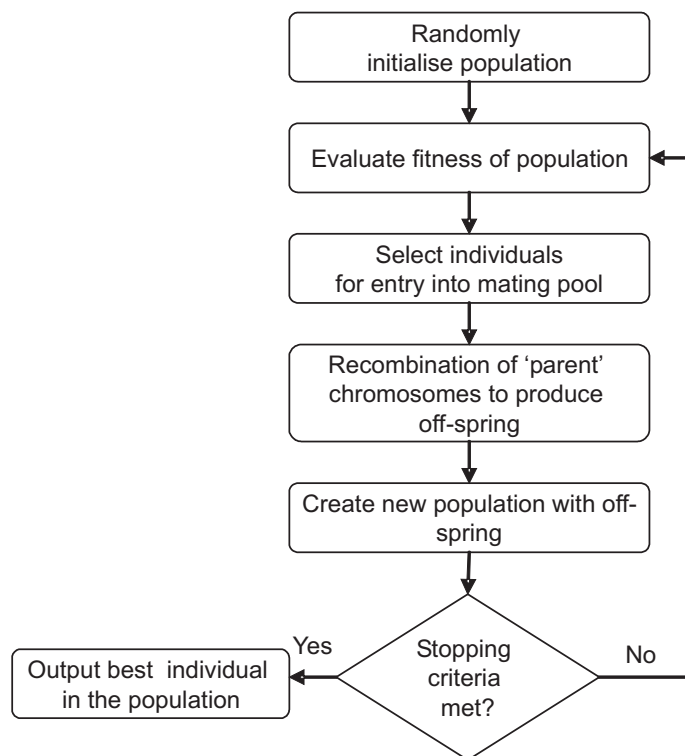 Randomly
initialise population
Evaluate fitness of population
Select individuals
for entry into mating pool
Recombination of ‘parent’
chromosomes to produce
off-spring
Create new population with off-
spring
Stopping
criteria
met?
Yes
No
Output best individual
in the population